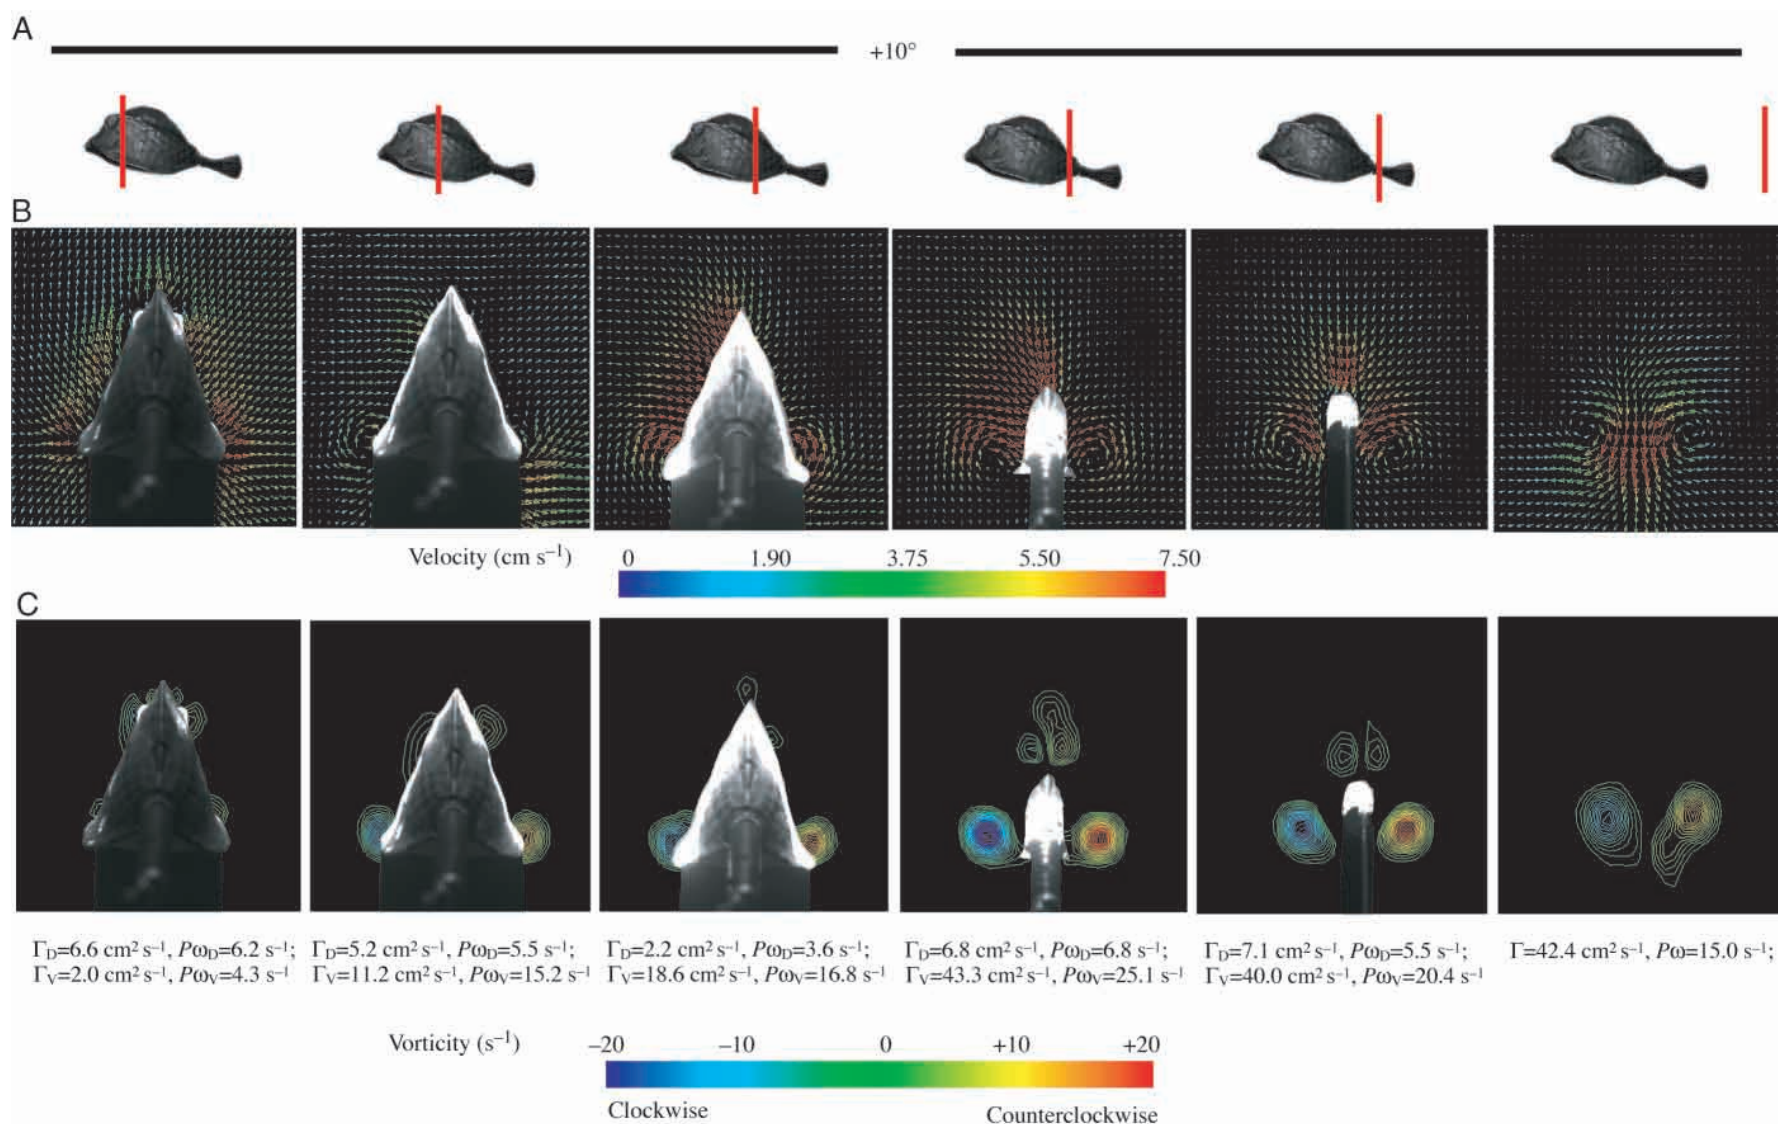 A
+10°
B
Velocity (cm s⁻¹)
0 1.90 3.75 5.50 7.50
C
Γ_D=6.6 cm² s⁻¹, Pω_D=6.2 s⁻¹;
Γ_V=2.0 cm² s⁻¹, Pω_V=4.3 s⁻¹
Γ_D=5.2 cm² s⁻¹, Pω_D=5.5 s⁻¹;
Γ_V=11.2 cm² s⁻¹, Pω_V=15.2 s⁻¹
Γ_D=2.2 cm² s⁻¹, Pω_D=3.6 s⁻¹;
Γ_V=18.6 cm² s⁻¹, Pω_V=16.8 s⁻¹
Γ_D=6.8 cm² s⁻¹, Pω_D=6.8 s⁻¹;
Γ_V=43.3 cm² s⁻¹, Pω_V=25.1 s⁻¹
Γ_D=7.1 cm² s⁻¹, Pω_D=5.5 s⁻¹;
Γ_V=40.0 cm² s⁻¹, Pω_V=20.4 s⁻¹
Γ=42.4 cm² s⁻¹, Pω=15.0 s⁻¹;
Vorticity (s⁻¹)
–20 –10 0 +10 +20
Clockwise Counterclockwise